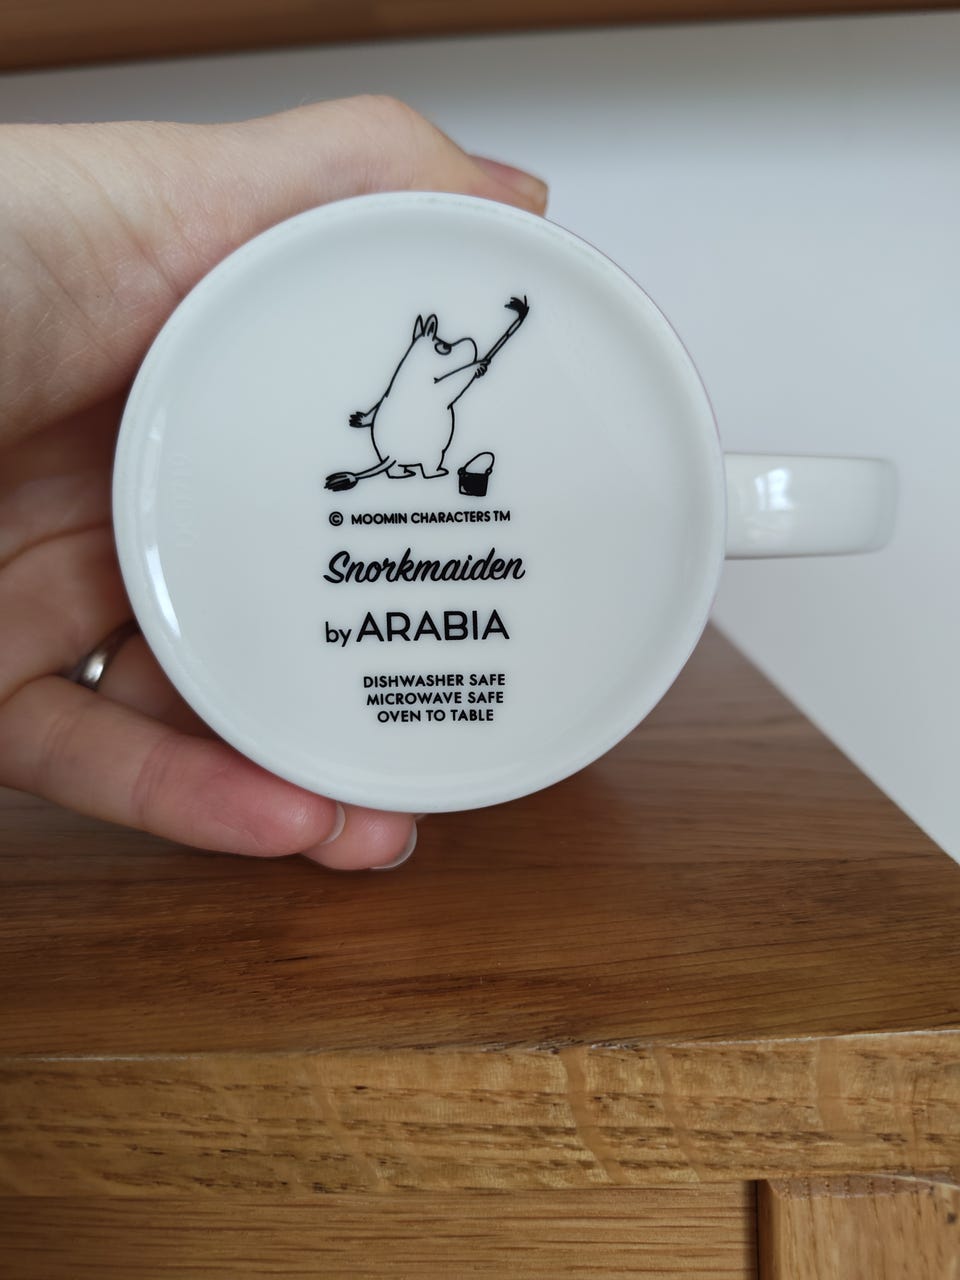 © MOOMIN CHARACTERS TM
Snorkmaiden
by ARABIA
DISHWASHER SAFE
MICROWAVE SAFE
OVEN TO TABLE